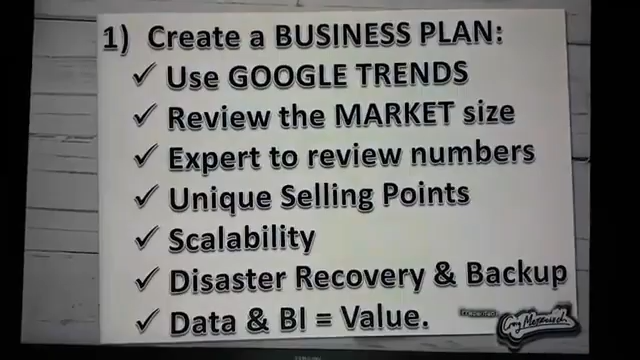 1) Create a BUSINESS PLAN:
✓ Use GOOGLE TRENDS
✓ Review the MARKET size
✓ Expert to review numbers
✓ Unique Selling Points
✓ Scalability
✓ Disaster Recovery & Backup
✓ Data & BI = Value.